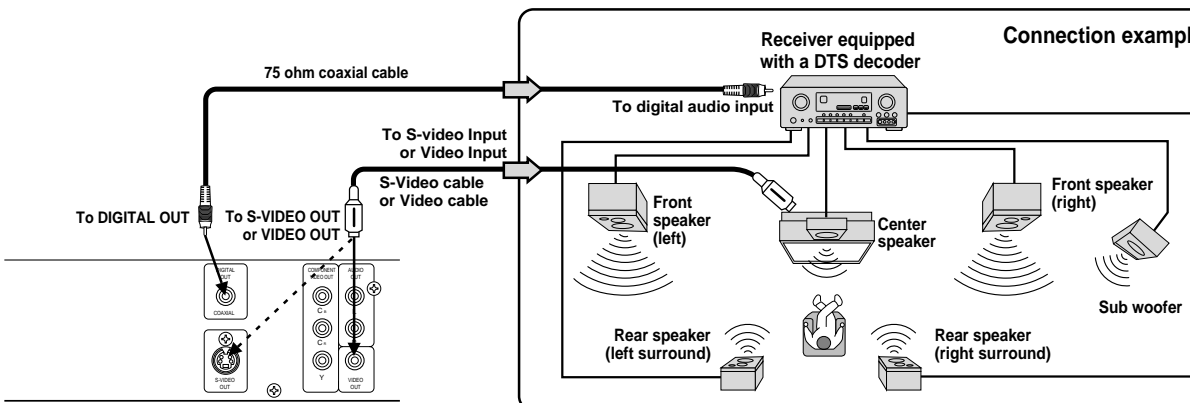 Connection exampl
Receiver equipped
with a DTS decoder
75 ohm coaxial cable
To digital audio input
To S-video Input
or Video Input
S-Video cable
or Video cable
To DIGITAL OUT
To S-VIDEO OUT
or VIDEO OUT
Front
speaker
(left)
Center
speaker
Front speaker
(right)
Sub woofer
Rear speaker
(left surround)
Rear speaker
(right surround)
DIGITAL
OUT
COAXIAL
S-VIDEO
OUT
COMPONENT
VIDEO OUT
Y
AUDIO
OUT
VIDEO
OUT